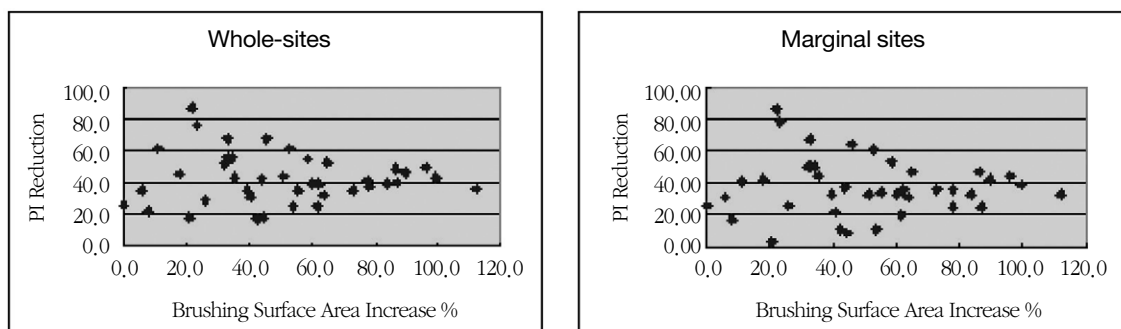 Whole-sites
PI Reduction
100.0
80.0
60.0
40.0
20.0
0.0
0.0 20.0 40.0 60.0 80.0 100.0 120.0
Brushing Surface Area Increase %
Marginal sites
PI Reduction
100.00
80.00
60.00
40.00
20.00
0.00
0.0 20.0 40.0 60.0 80.0 100.0 120.0
Brushing Surface Area Increase %